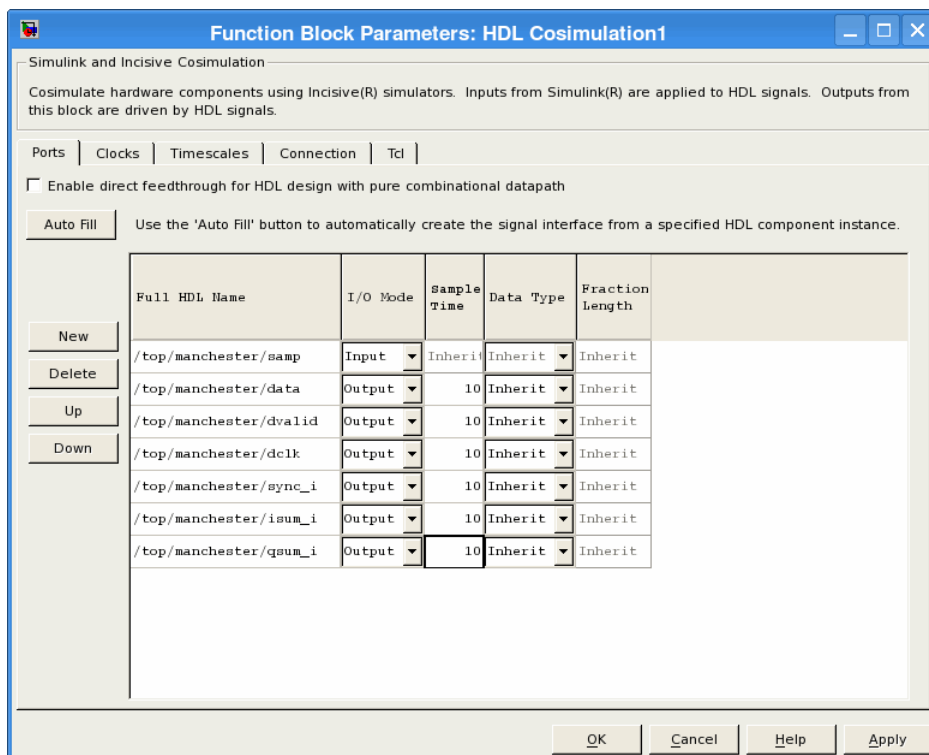 Function Block Parameters: HDL Cosimulation1
Simulink and Incisive Cosimulation
Cosimulate hardware components using Incisive(R) simulators. Inputs from Simulink(R) are applied to HDL signals. Outputs from
this block are driven by HDL signals.
Ports Clocks Timescales Connection Tcl
Enable direct feedthrough for HDL design with pure combinational datapath
Auto Fill Use the 'Auto Fill' button to automatically create the signal interface from a specified HDL component instance.
Full HDL Name I/O Mode Sample Time Data Type Fraction Length
New
Delete
Up
Down
/top/manchester/samp Input Inherit Inherit Inherit
/top/manchester/data Output 10 Inherit Inherit
/top/manchester/dvalid Output 10 Inherit Inherit
/top/manchester/dclk Output 10 Inherit Inherit
/top/manchester/sync_i Output 10 Inherit Inherit
/top/manchester/isum_i Output 10 Inherit Inherit
/top/manchester/qsum_i Output 10 Inherit Inherit
OK Cancel Help Apply